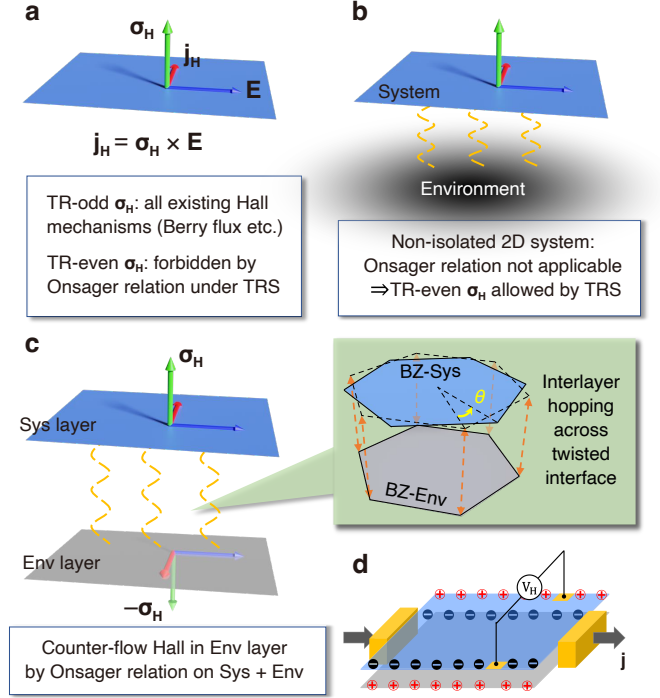 a
σH
jH
E
jH = σH × E
TR-odd σH: all existing Hall
mechanisms (Berry flux etc.)
TR-even σH: forbidden by
Onsager relation under TRS
b
System
Environment
Non-isolated 2D system:
Onsager relation not applicable
⇒TR-even σH allowed by TRS
c
σH
Sys layer
Env layer
−σH
Counter-flow Hall in Env layer
by Onsager relation on Sys + Env
BZ-Sys
θ
BZ-Env
Interlayer
hopping
across
twisted
interface
d
VH
j